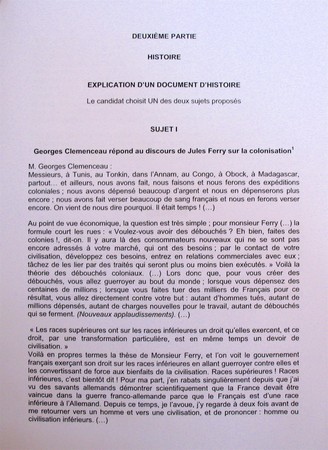 DEUXIÈME PARTIE
HISTOIRE
EXPLICATION D'UN DOCUMENT D'HISTOIRE
Le candidat choisit UN des deux sujets proposés
SUJET I
Georges Clemenceau répond au discours de Jules Ferry sur la colonisation¹
M. Georges Clemenceau :
Messieurs, à Tunis, au Tonkin, dans l'Annam, au Congo, à Obock, à Madagascar,
partout... et ailleurs, nous avons fait, nous faisons et nous ferons des expéditions
coloniales ; nous avons dépensé beaucoup d'argent et nous en dépenserons plus
encore ; nous avons fait verser beaucoup de sang français et nous en ferons verser
encore. On vient de nous dire pourquoi. Il était temps ! (...)
Au point de vue économique, la question est très simple ; pour monsieur Ferry (...) la
formule court les rues : « Voulez-vous avoir des débouchés ? Eh bien, faites des
colonies !, dit-on. Il y aura là des consommateurs nouveaux qui ne se sont pas
encore adressés à votre marché, qui ont des besoins ; par le contact de votre
civilisation, développez ces besoins, entrez en relations commerciales avec eux ;
tâchez de les lier par des traités qui seront plus ou moins bien exécutés. » Voilà la
théorie des débouchés coloniaux. (...) Lors donc que, pour vous créer des
débouchés, vous allez guerroyer au bout du monde ; lorsque vous dépensez des
centaines de millions ; lorsque vous faites tuer des milliers de Français pour ce
résultat, vous allez directement contre votre but : autant d'hommes tués, autant de
millions dépensés, autant de charges nouvelles pour le travail, autant de débouchés
qui se ferment. (Nouveaux applaudissements). (...)
« Les races supérieures ont sur les races inférieures un droit qu'elles exercent, et ce
droit, par une transformation particulière, est en même temps un devoir de
civilisation. »
Voilà en propres termes la thèse de Monsieur Ferry, et l'on voit le gouvernement
français exerçant son droit sur les races inférieures en allant guerroyer contre elles et
les convertissant de force aux bienfaits de la civilisation. Races supérieures ! Races
inférieures, c'est bientôt dit ! Pour ma part, j'en rabats singulièrement depuis que j'ai
vu des savants allemands démontrer scientifiquement que la France devait être
vaincue dans la guerre franco-allemande parce que le Français est d'une race
inférieure à l'Allemand. Depuis ce temps, je l'avoue, j'y regarde à deux fois avant de
me retourner vers un homme et vers une civilisation, et de prononcer : homme ou
civilisation inférieurs. (...)